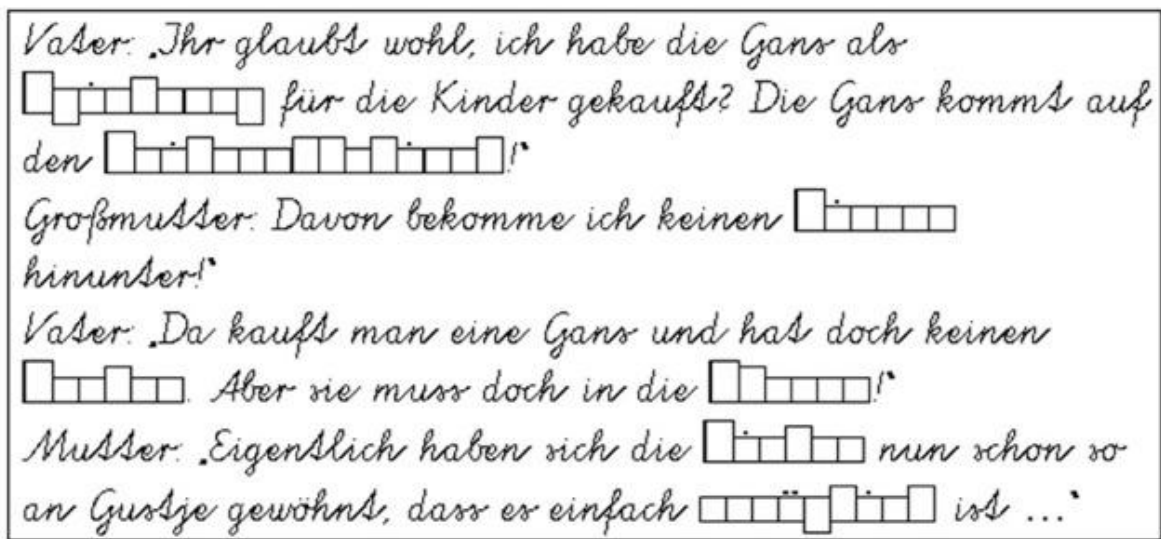 Vater: „Ihr glaubt wohl, ich habe die Gans als
für die Kinder gekauft? Die Gans kommt auf
den !“
Großmutter: Davon bekomme ich keinen
hinunter!“
Vater: „Da kauft man eine Gans und hat doch keinen
. Aber sie muss doch in die !“
Mutter: „Eigentlich haben sich die nun schon so
an Gustje gewöhnt, dass es einfach ist ...“